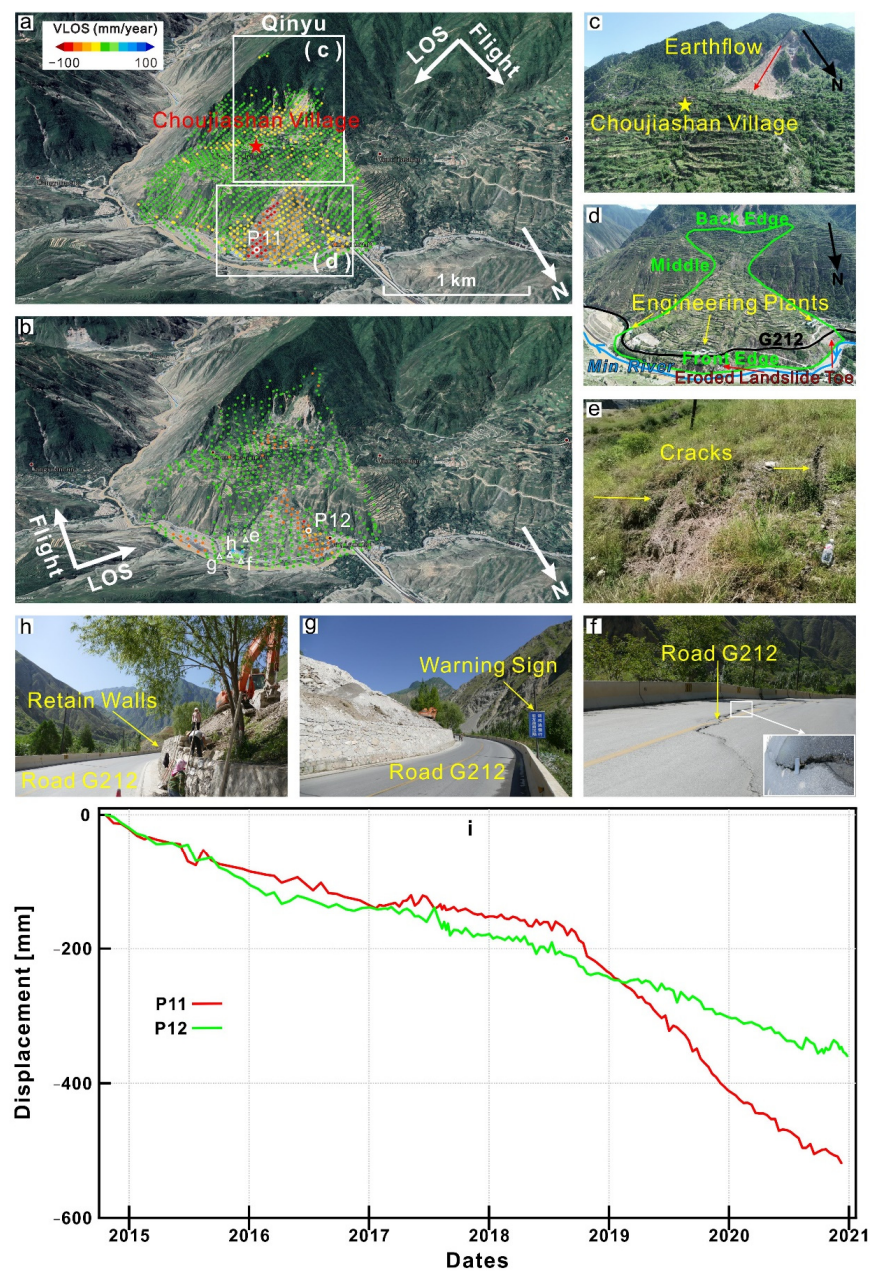 a
VLOS (mm/year)
−100
100
Qinyu
(c)
LOS
Flight
Choujiashan Village
P11
(d)
1 km
N
b
P12
e
h
g
f
Flight
LOS
N
c
Earthflow
N
Choujiashan Village
d
Back Edge
Middle
N
Engineering Plants
G212
Front Edge
Min. River
Eroded Landslide Toe
e
Cracks
h
Retain Walls
Road G212
g
Warning Sign
Road G212
f
Road G212
i
0
−200
−400
−600
Displacement [mm]
P11
P12
2015
2016
2017
2018
2019
2020
2021
Dates